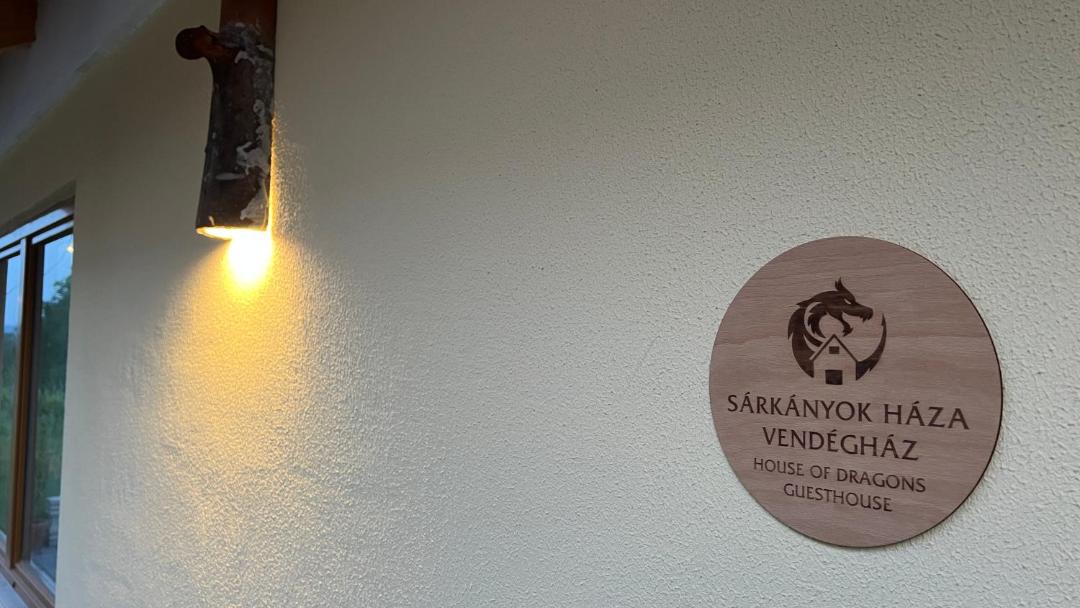 SÁRKÁNYOK HÁZA
VENDÉGHÁZ
HOUSE OF DRAGONS
GUESTHOUSE